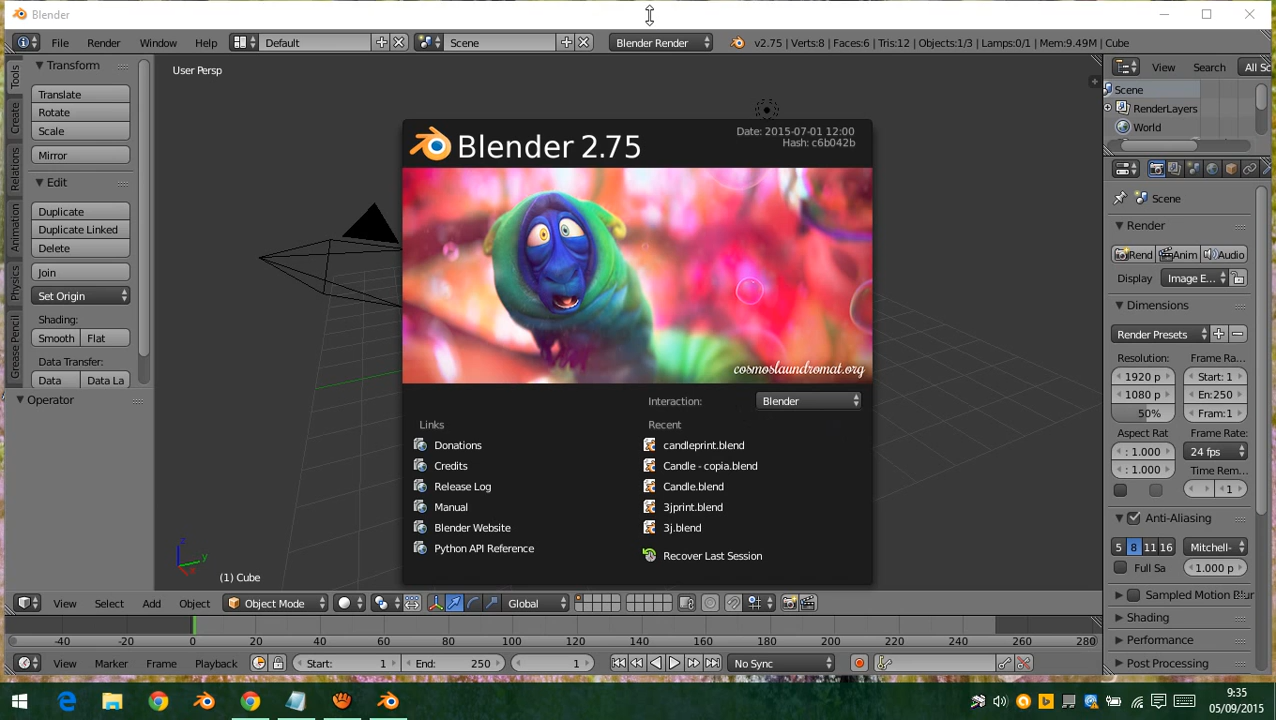 Blender
File Render Window Help Default Scene Blender Render v2.75 | Verts:8 | Faces:6 | Tris:12 | Objects:1/3 | Lamps:0/1 | Mem:9.49M | Cube
Tools
Create
Relations
Animation
Physics
Grease Pencil
Transform
Translate
Rotate
Scale
Mirror
Edit
Duplicate
Duplicate Linked
Delete
Join
Set Origin
Shading:
Smooth Flat
Data Transfer:
Data Data La
Operator
User Persp
Blender 2.75
Date: 2015-07-01 12:00
Hash: c6b042b
cosmoslaundromat.org
Interaction: Blender
Links
Donations
Credits
Release Log
Manual
Blender Website
Python API Reference
Recent
candleprint.blend
Candle - copia.blend
Candle.blend
3jprint.blend
3j.blend
Recover Last Session
z
y
x
(1) Cube
View Search All Sc
Scene
RenderLayers
World
Scene
Render
Rend Anim Audio
Display Image E...
Dimensions
Render Presets
Resolution: Frame Ra...
1920 p Start: 1
1080 p En:250
50% Fram:1
Aspect Rat Frame Rate:
: 1.000 24 fps
: 1.000 Time Rem...
1
Anti-Aliasing
5 8 11 16 Mitchell-
Full Sa 1.000 p
Sampled Motion Blur
Shading
Performance
Post Processing
View Select Add Object Object Mode Global
-40 -20 0 20 40 60 80 100 120 140 160 180 200 220 240 260 280
View Marker Frame Playback Start: 1 End: 250 1 No Sync
9:35
05/09/2015